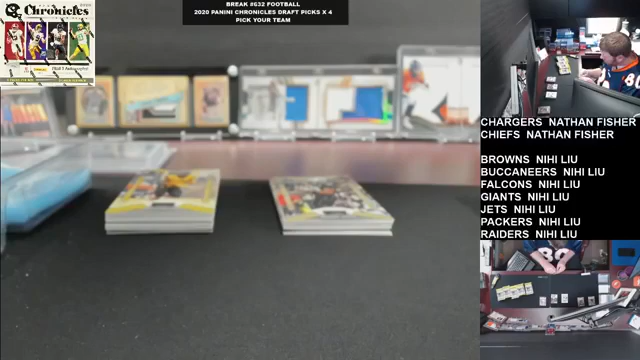 BREAK #532 FOOTBALL
2020 PANINI CHRONICLES DRAFT PICKS X 4
PICK YOUR TEAM
Chronicles
CHARGERS NATHAN FISHER
CHIEFS NATHAN FISHER
BROWNS NIHI LIU
BUCCANEERS NIHI LIU
FALCONS NIHI LIU
GIANTS NIHI LIU
JETS NIHI LIU
PACKERS NIHI LIU
RAIDERS NIHI LIU